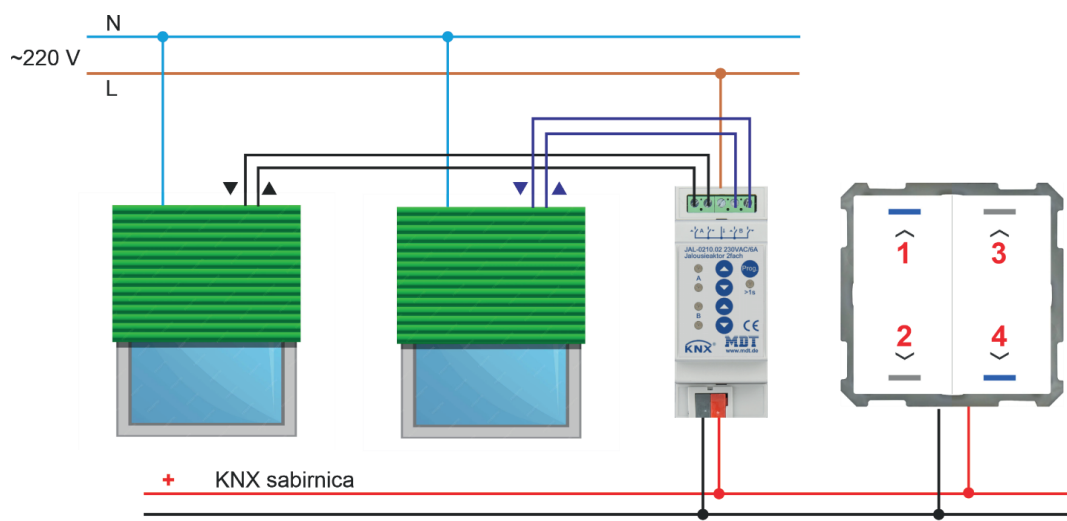 N
~220 V
L
A
L
B
JAL-0210.02 230VAC/6A
Jalousieaktor 2fach
Prog.
A
>1s
B
CE
KNX®
MDT
www.mdt.de
1
3
2
4
+ KNX sabirnica